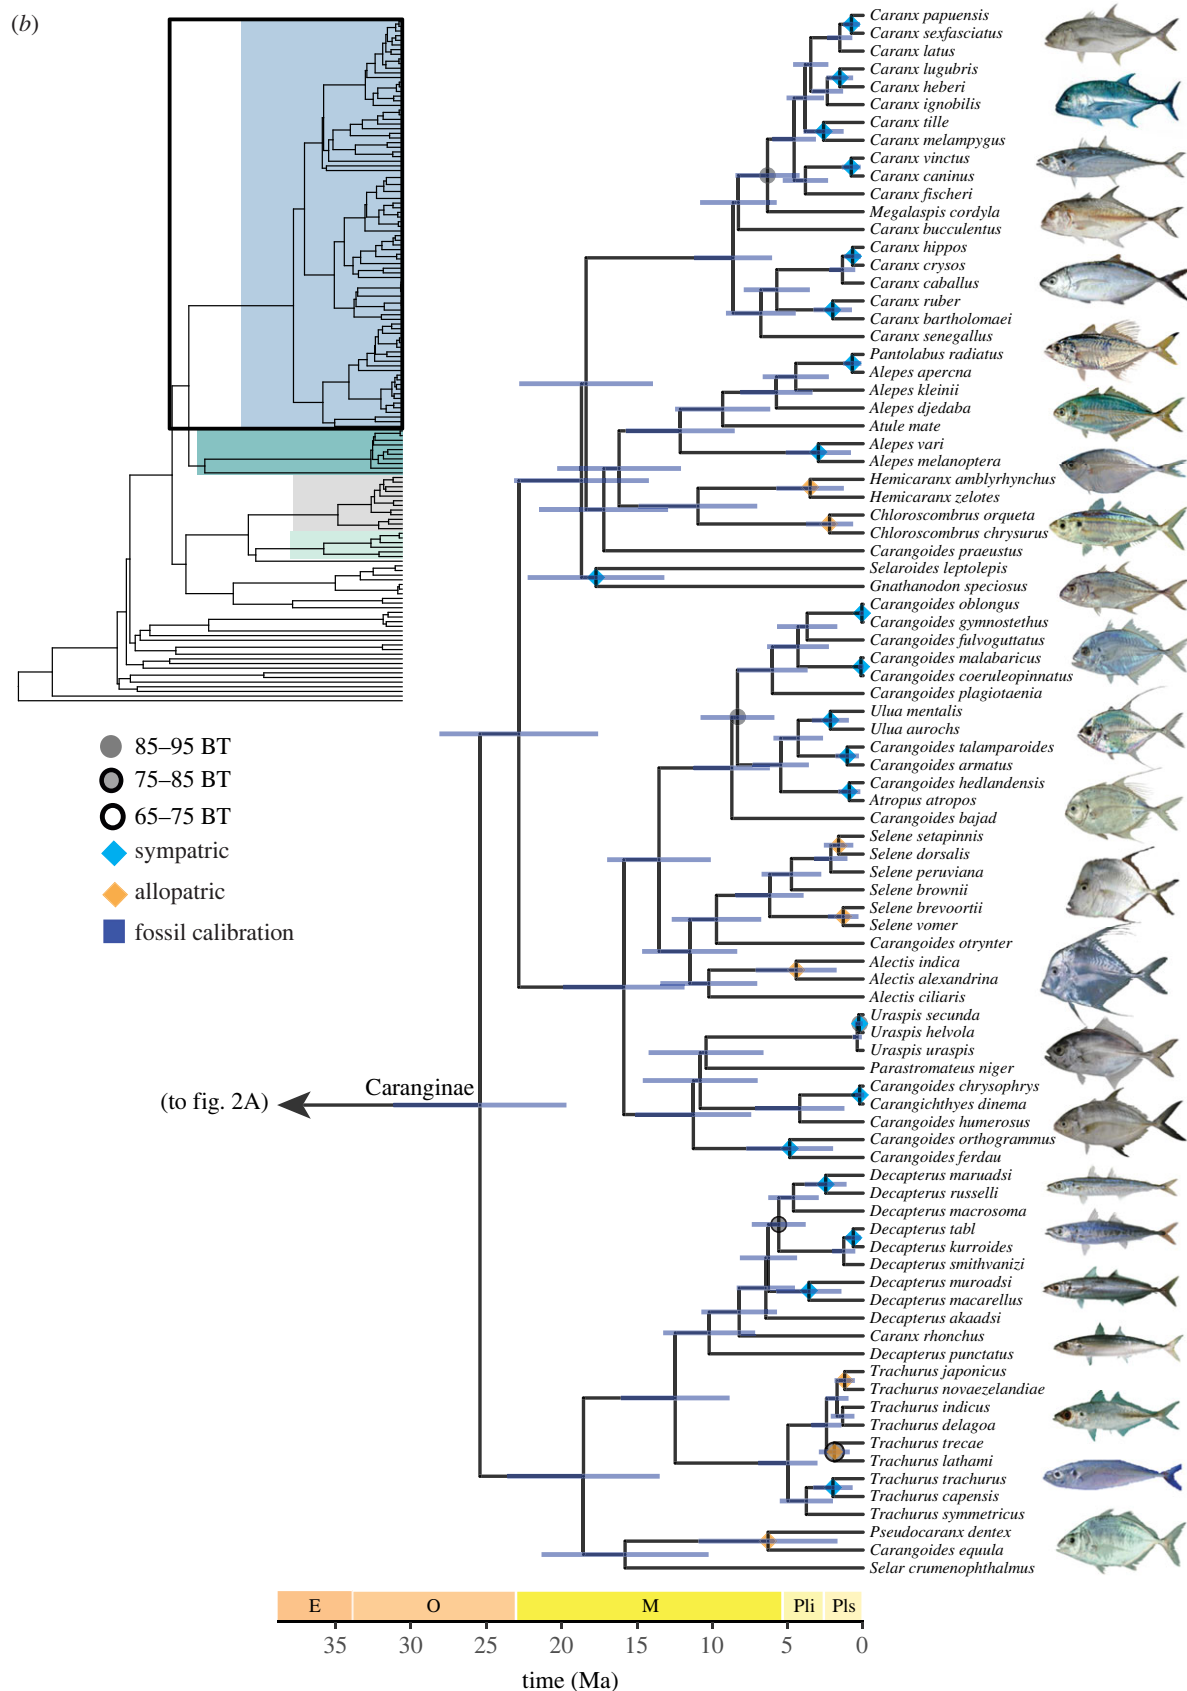 (b)
Caranx papuensis
Caranx sexfasciatus
Caranx latus
Caranx lugubris
Caranx heberi
Caranx ignobilis
Caranx tille
Caranx melampygus
Caranx vinctus
Caranx caninus
Caranx fischeri
Megalaspis cordyla
Caranx bucculentus
Caranx hippos
Caranx crysos
Caranx caballus
Caranx ruber
Caranx bartholomaei
Caranx senegallus
Pantolabus radiatus
Alepes apercna
Alepes kleinii
Alepes djedaba
Atule mate
Alepes vari
Alepes melanoptera
Hemicaranx amblyrhynchus
Hemicaranx zelotes
Chloroscombrus orqueta
Chloroscombrus chrysurus
Carangoides praeustus
Selaroides leptolepis
Gnathanodon speciosus
Carangoides oblongus
Carangoides gymnostethus
Carangoides fulvoguttatus
Carangoides malabaricus
Carangoides coeruleopinnatus
Carangoides plagiotaenia
Ulua mentalis
Ulua aurochs
Carangoides talamparoides
Carangoides armatus
Carangoides hedlandensis
Atropus atropos
Carangoides bajad
Selene setapinnis
Selene dorsalis
Selene peruviana
Selene brownii
Selene brevoortii
Selene vomer
Carangoides otrynter
Alectis indica
Alectis alexandrina
Alectis ciliaris
Uraspis secunda
Uraspis helvola
Uraspis uraspis
Parastromateus niger
Carangoides chrysophrys
Carangichthyes dinema
Carangoides humerosus
Carangoides orthogrammus
Carangoides ferdau
Decapterus maruadsi
Decapterus russelli
Decapterus macrosoma
Decapterus tabl
Decapterus kurroides
Decapterus smithvanizi
Decapterus muroadsi
Decapterus macarellus
Decapterus akaadsi
Caranx rhonchus
Decapterus punctatus
Trachurus japonicus
Trachurus novaezelandiae
Trachurus indicus
Trachurus delagoa
Trachurus trecae
Trachurus lathami
Trachurus trachurus
Trachurus capensis
Trachurus symmetricus
Pseudocaranx dentex
Carangoides equula
Selar crumenophthalmus
85–95 BT
75–85 BT
65–75 BT
sympatric
allopatric
fossil calibration
Caranginae
(to fig. 2A)
E O M Pli Pls
35 30 25 20 15 10 5 0
time (Ma)